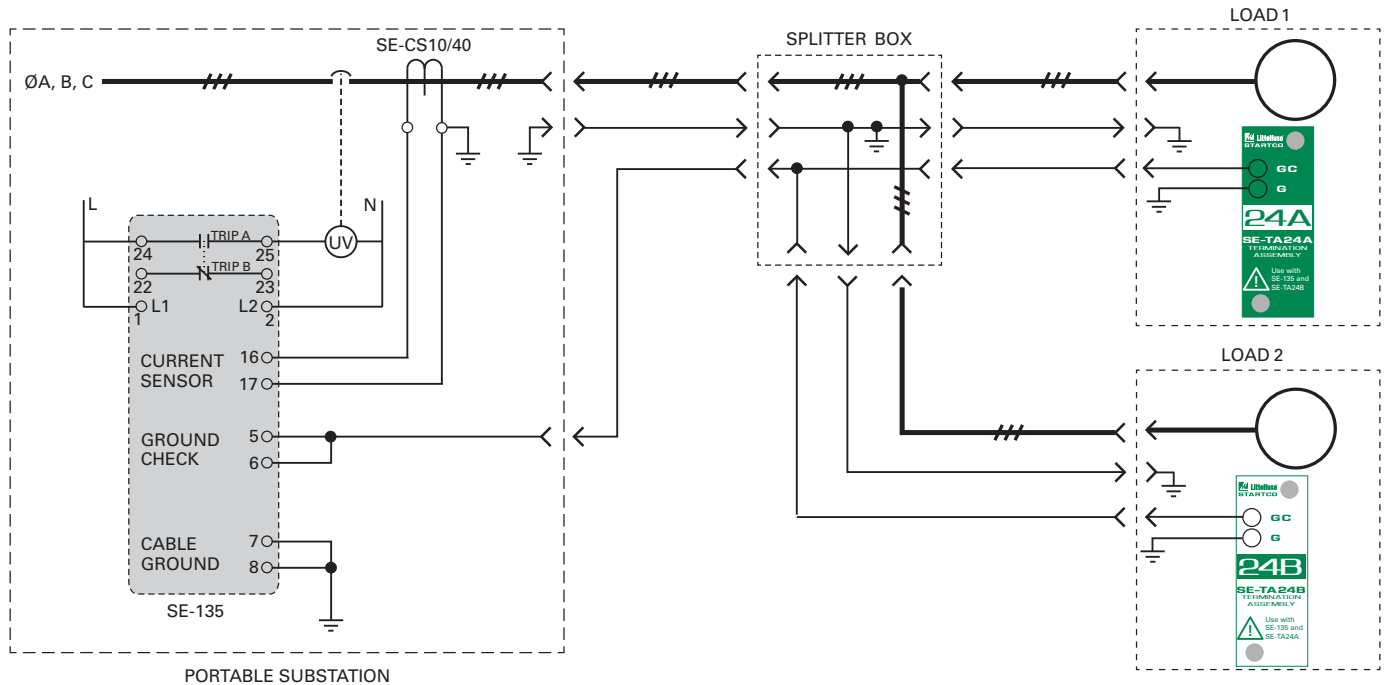 LOAD 1
SE-CS10/40
SPLITTER BOX
ØA, B, C
Littelfuse
STARTCO
GC
G
24A
SE-TA24A
TERMINATION
ASSEMBLY
!
Use with
SE-135 and
SE-TA24B
L
N
TRIP A
24
25
UV
TRIP B
22
23
L1
L2
1
2
CURRENT
SENSOR
16
17
GROUND
CHECK
5
6
CABLE
GROUND
7
8
SE-135
PORTABLE SUBSTATION
LOAD 2
Littelfuse
STARTCO
GC
G
24B
SE-TA24B
TERMINATION
ASSEMBLY
!
Use with
SE-135 and
SE-TA24A